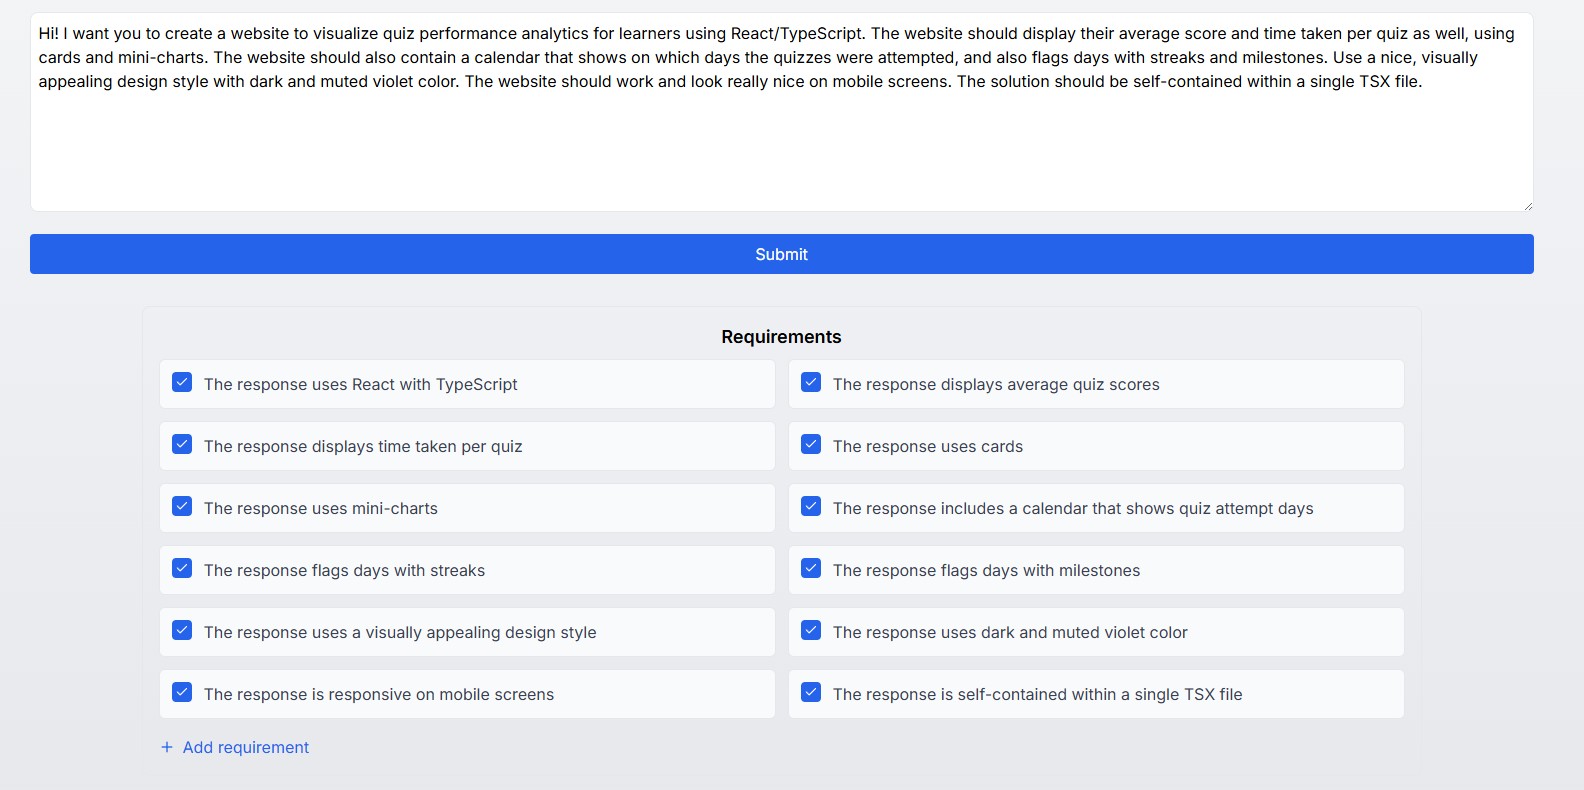 Hi! I want you to create a website to visualize quiz performance analytics for learners using React/TypeScript. The website should display their average score and time taken per quiz as well, using
cards and mini-charts. The website should also contain a calendar that shows on which days the quizzes were attempted, and also flags days with streaks and milestones. Use a nice, visually
appealing design style with dark and muted violet color. The website should work and look really nice on mobile screens. The solution should be self-contained within a single TSX file.
Submit
Requirements
The response uses React with TypeScript
The response displays average quiz scores
The response displays time taken per quiz
The response uses cards
The response uses mini-charts
The response includes a calendar that shows quiz attempt days
The response flags days with streaks
The response flags days with milestones
The response uses a visually appealing design style
The response uses dark and muted violet color
The response is responsive on mobile screens
The response is self-contained within a single TSX file
+ Add requirement